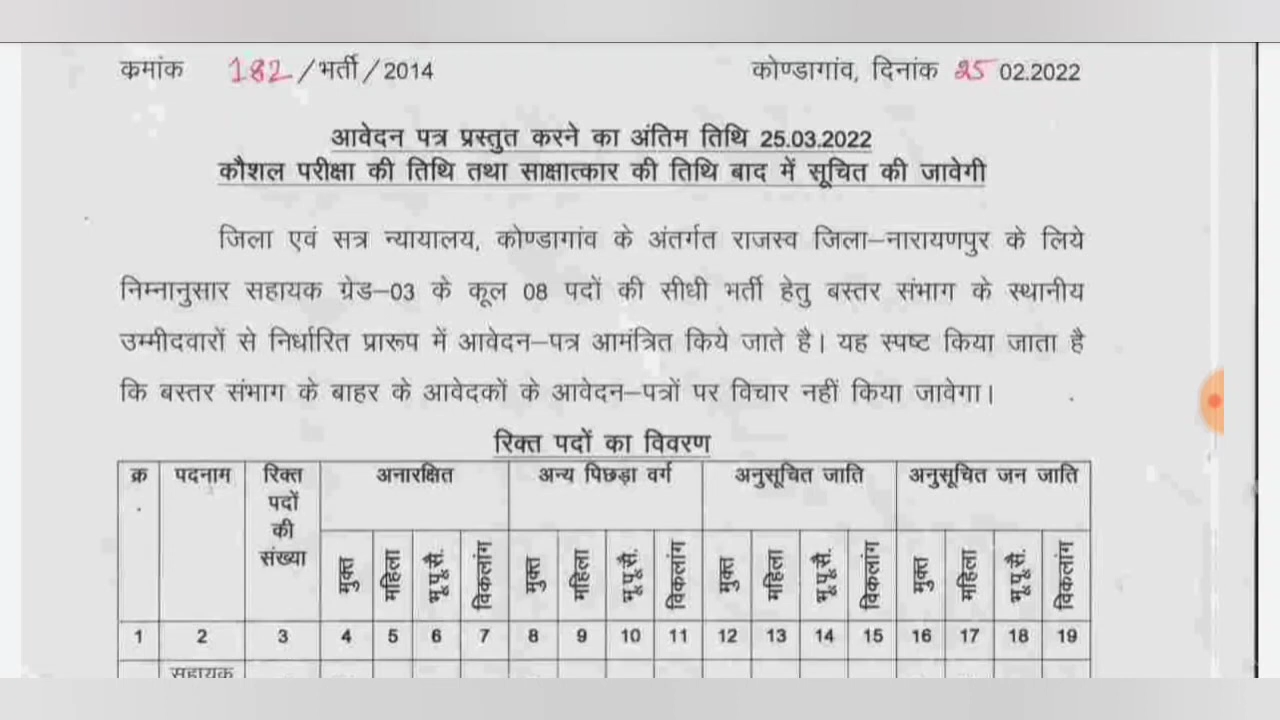 क्रमांक 182/भर्ती/2014 कोण्डागांव, दिनांक 25 02.2022
आवेदन पत्र प्रस्तुत करने का अंतिम तिथि 25.03.2022
कौशल परीक्षा की तिथि तथा साक्षात्कार की तिथि बाद में सूचित की जावेगी
जिला एवं सत्र न्यायालय, कोण्डागांव के अंतर्गत राजस्व जिला–नारायणपुर के लिये
निम्नानुसार सहायक ग्रेड–03 के कूल 08 पदों की सीधी भर्ती हेतु बस्तर संभाग के स्थानीय
उम्मीदवारों से निर्धारित प्रारूप में आवेदन–पत्र आमंत्रित किये जाते है। यह स्पष्ट किया जाता है
कि बस्तर संभाग के बाहर के आवेदकों के आवेदन–पत्रों पर विचार नहीं किया जावेगा।
रिक्त पदों का विवरण
क्र पदनाम रिक्त अनारक्षित अन्य पिछड़ा वर्ग अनुसूचित जाति अनुसूचित जन जाति
पदों
की
संख्या
मुक्त महिला भू.पू.सै. विकलांग मुक्त महिला भू.पू.सै. विकलांग मुक्त महिला भू.पू.सै. विकलांग मुक्त महिला भू.पू.सै. विकलांग
1 2 3 4 5 6 7 8 9 10 11 12 13 14 15 16 17 18 19
सहायक